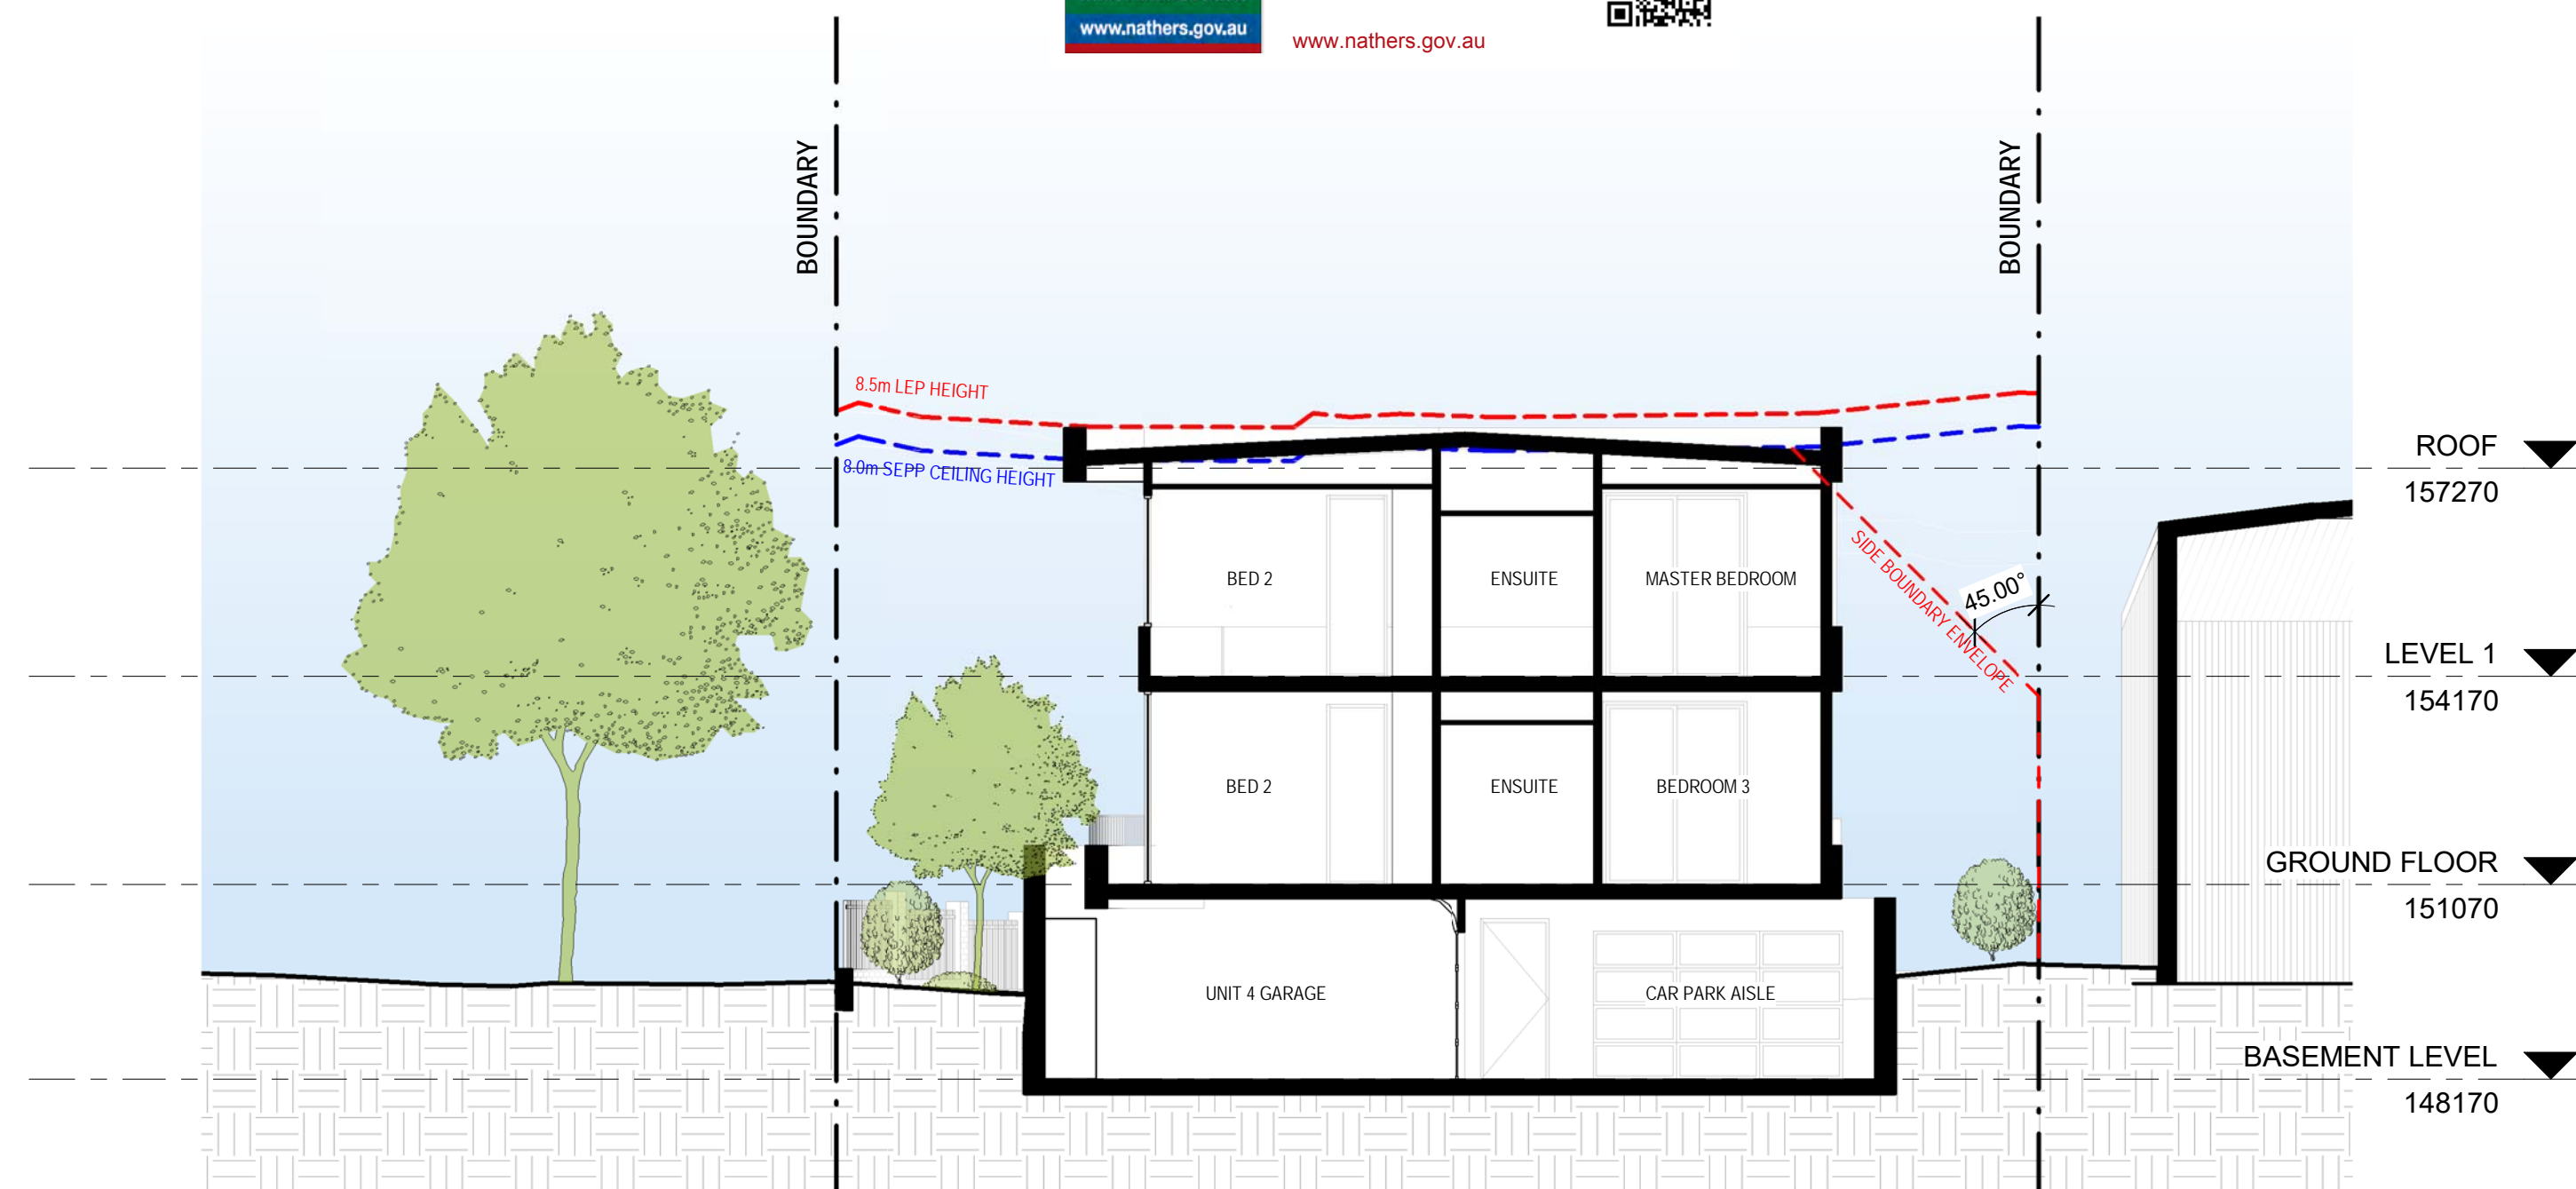 www.nathers.gov.au
www.nathers.gov.au
BOUNDARY
BOUNDARY
8.5m LEP HEIGHT
8.0m SEPP CEILING HEIGHT
ROOF
157270
BED 2
ENSUITE
MASTER BEDROOM
SIDE BOUNDARY ENVELOPE
45.00°
LEVEL 1
154170
BED 2
ENSUITE
BEDROOM 3
GROUND FLOOR
151070
UNIT 4 GARAGE
CAR PARK AISLE
BASEMENT LEVEL
148170